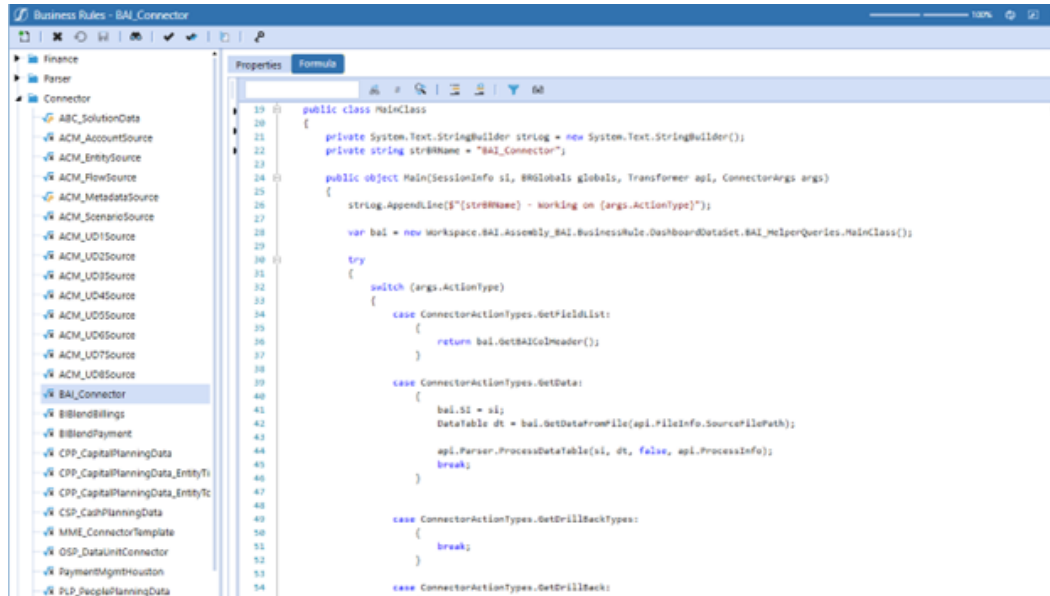 Business Rules - BAI_Connector
100%
Finance
Parser
Connector
ABC_SolutionData
ACM_AccountSource
ACM_EntitySource
ACM_FlowSource
ACM_MetadataSource
ACM_ScenarioSource
ACM_UD1Source
ACM_UD2Source
ACM_UD3Source
ACM_UD4Source
ACM_UD5Source
ACM_UD6Source
ACM_UD7Source
ACM_UD8Source
BAI_Connector
BIBlendBillings
BIBlendPayment
CPP_CapitalPlanningData
CPP_CapitalPlanningData_EntityTi
CPP_CapitalPlanningData_EntityTc
CSP_CashPlanningData
MME_ConnectorTemplate
OSP_DataUnitConnector
PaymentMgmtHouston
PLP_PeoplePlanningData
Properties Formula
19 public class MainClass
20 {
21 private System.Text.StringBuilder strLog = new System.Text.StringBuilder();
22 private string strBRName = "BAI_Connector";
23
24 public object Main(SessionInfo si, BRGlobals globals, Transformer api, ConnectorArgs args)
25 {
26 strLog.AppendLine($"{strBRName} - Working on {args.ActionType}");
27
28 var bai = new Workspace.BAI.Assembly_BAI.BusinessRule.DashboardDataSet.BAI_HelperQueries.MainClass();
29
30 try
31 {
32 switch (args.ActionType)
33 {
34 case ConnectorActionTypes.GetFieldList:
35 {
36 return bai.GetBAIColHeader();
37 }
38
39 case ConnectorActionTypes.GetData:
40 {
41 bai.SI = si;
42 DataTable dt = bai.GetDataFromFile(api.FileInfo.SourceFilePath);
43
44 api.Parser.ProcessDataTable(si, dt, false, api.ProcessInfo);
45 break;
46 }
47
48
49 case ConnectorActionTypes.GetDrillBackTypes:
50 {
51 break;
52 }
53
54 case ConnectorActionTypes.GetDrillBack: